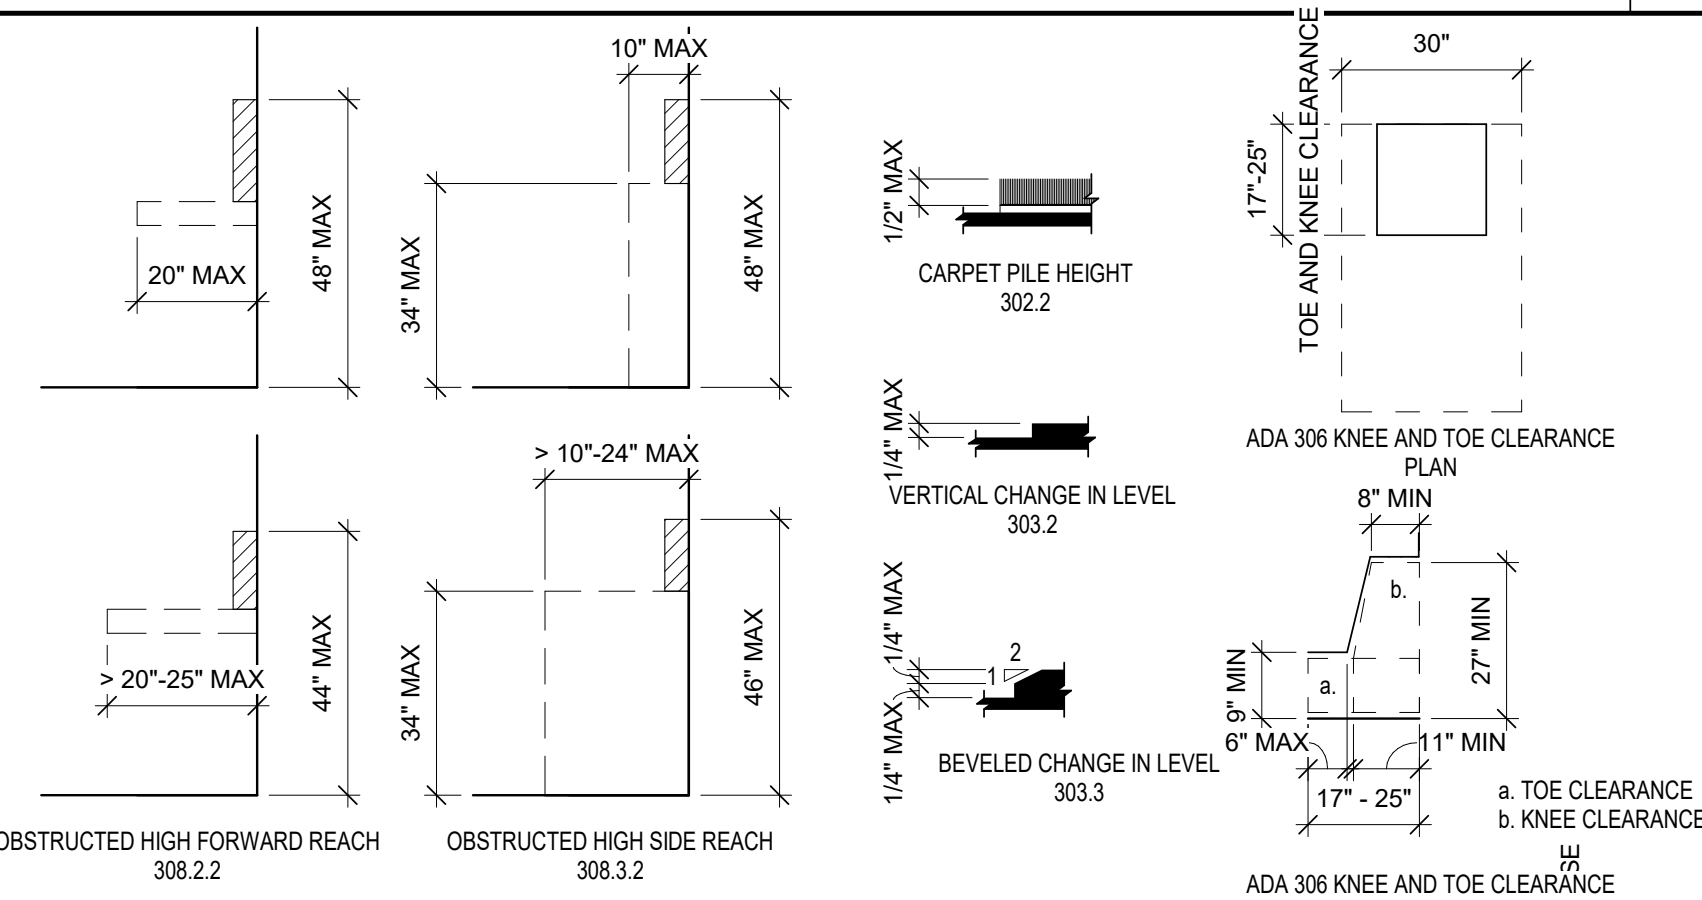 48" MAX
20" MAX
44" MAX
> 20"-25" MAX
OBSTRUCTED HIGH FORWARD REACH
308.2.2
10" MAX
34" MAX
48" MAX
> 10"-24" MAX
34" MAX
46" MAX
OBSTRUCTED HIGH SIDE REACH
308.3.2
1/2" MAX
CARPET PILE HEIGHT
302.2
1/4" MAX
VERTICAL CHANGE IN LEVEL
303.2
1/4" MAX
1/4" MAX
2
1
BEVELED CHANGE IN LEVEL
303.3
30"
17"-25"
TOE AND KNEE CLEARANCE
ADA 306 KNEE AND TOE CLEARANCE
PLAN
8" MIN
b.
27" MIN
9" MIN
a.
6" MAX
11" MIN
17" - 25"
a. TOE CLEARANCE
b. KNEE CLEARANCE
SE
ADA 306 KNEE AND TOE CLEARANCE